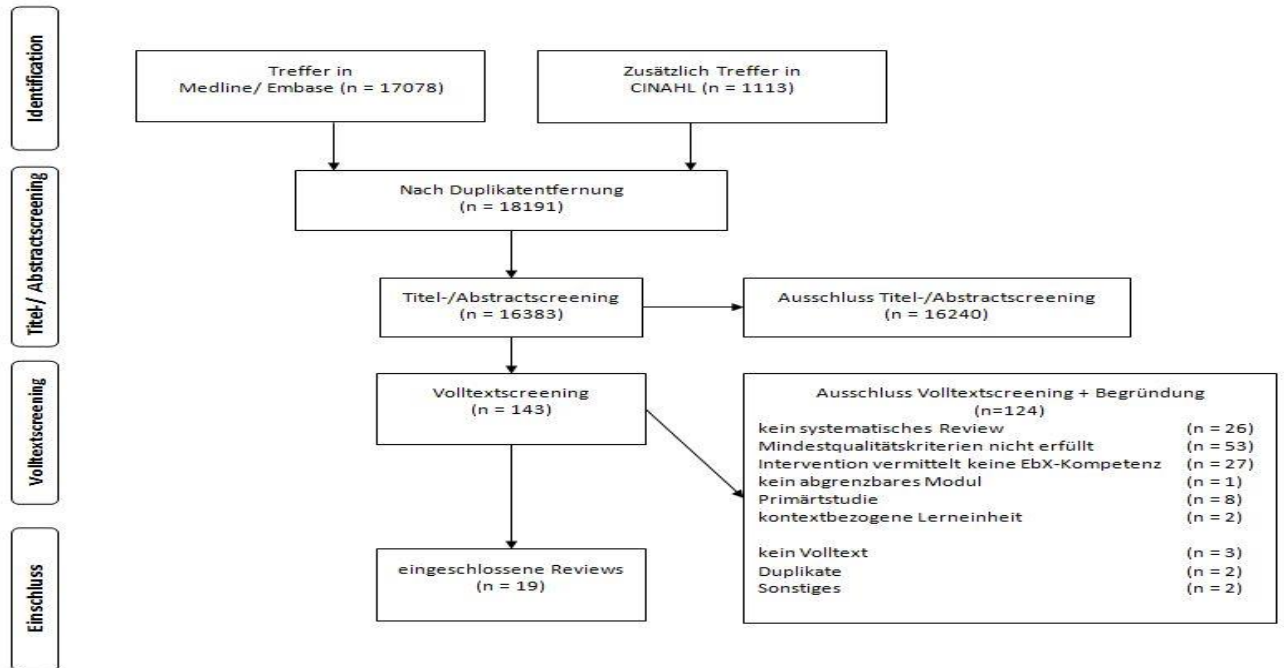 Identification
Treffer in
Medline/ Embase (n = 17078)
Zusätzlich Treffer in
CINAHL (n = 1113)
Titel-/ Abstractscreening
Nach Duplikatentfernung
(n = 18191)
Titel-/Abstractscreening
(n = 16383)
Ausschluss Titel-/Abstractscreening
(n = 16240)
Volltextscreening
Volltextscreening
(n = 143)
Ausschluss Volltextscreening + Begründung
(n=124)
kein systematisches Review (n = 26)
Mindestqualitätskriterien nicht erfüllt (n = 53)
Intervention vermittelt keine EbX-Kompetenz (n = 27)
kein abgrenzbares Modul (n = 1)
Primärtstudie (n = 8)
kontextbezogene Lerneinheit (n = 2)
kein Volltext (n = 3)
Duplikate (n = 2)
Sonstiges (n = 2)
Einschluss
eingeschlossene Reviews
(n = 19)